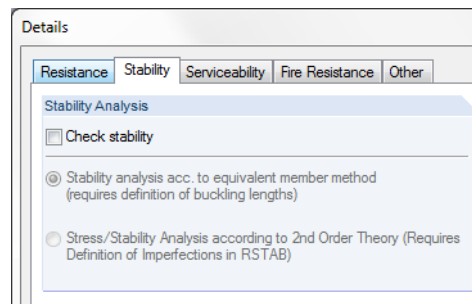 Details
Resistance Stability Serviceability Fire Resistance Other
Stability Analysis
Check stability
Stability analysis acc. to equivalent member method
(requires definition of buckling lengths)
Stress/Stability Analysis according to 2nd Order Theory (Requires
Definition of Imperfections in RSTAB)